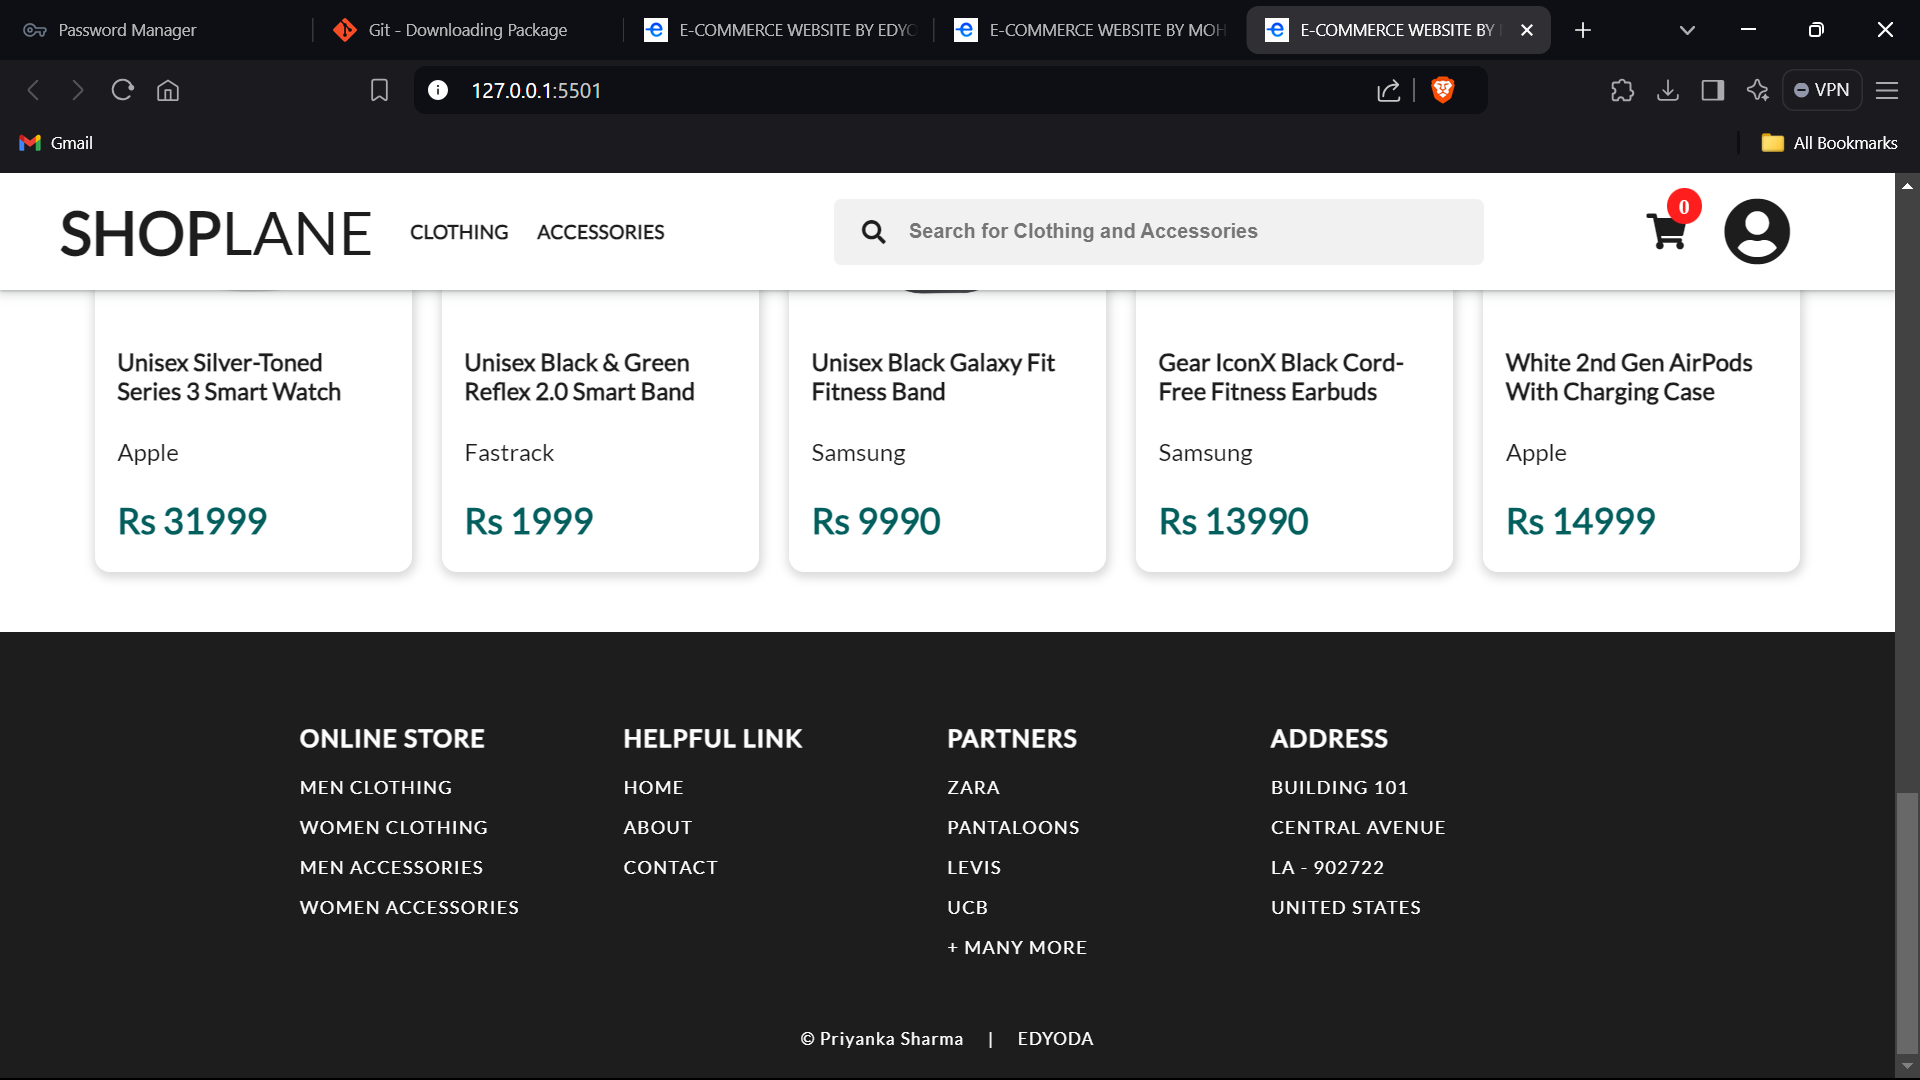 Password Manager
Git - Downloading Package
E-COMMERCE WEBSITE BY EDYO
E-COMMERCE WEBSITE BY MOH
E-COMMERCE WEBSITE BY
127.0.0.1:5501
VPN
Gmail
All Bookmarks
SHOPLANE
CLOTHING
ACCESSORIES
Search for Clothing and Accessories
0
Unisex Silver-Toned
Series 3 Smart Watch
Apple
Rs 31999
Unisex Black & Green
Reflex 2.0 Smart Band
Fastrack
Rs 1999
Unisex Black Galaxy Fit
Fitness Band
Samsung
Rs 9990
Gear IconX Black Cord-
Free Fitness Earbuds
Samsung
Rs 13990
White 2nd Gen AirPods
With Charging Case
Apple
Rs 14999
ONLINE STORE
MEN CLOTHING
WOMEN CLOTHING
MEN ACCESSORIES
WOMEN ACCESSORIES
HELPFUL LINK
HOME
ABOUT
CONTACT
PARTNERS
ZARA
PANTALOONS
LEVIS
UCB
+ MANY MORE
ADDRESS
BUILDING 101
CENTRAL AVENUE
LA - 902722
UNITED STATES
© Priyanka Sharma | EDYODA